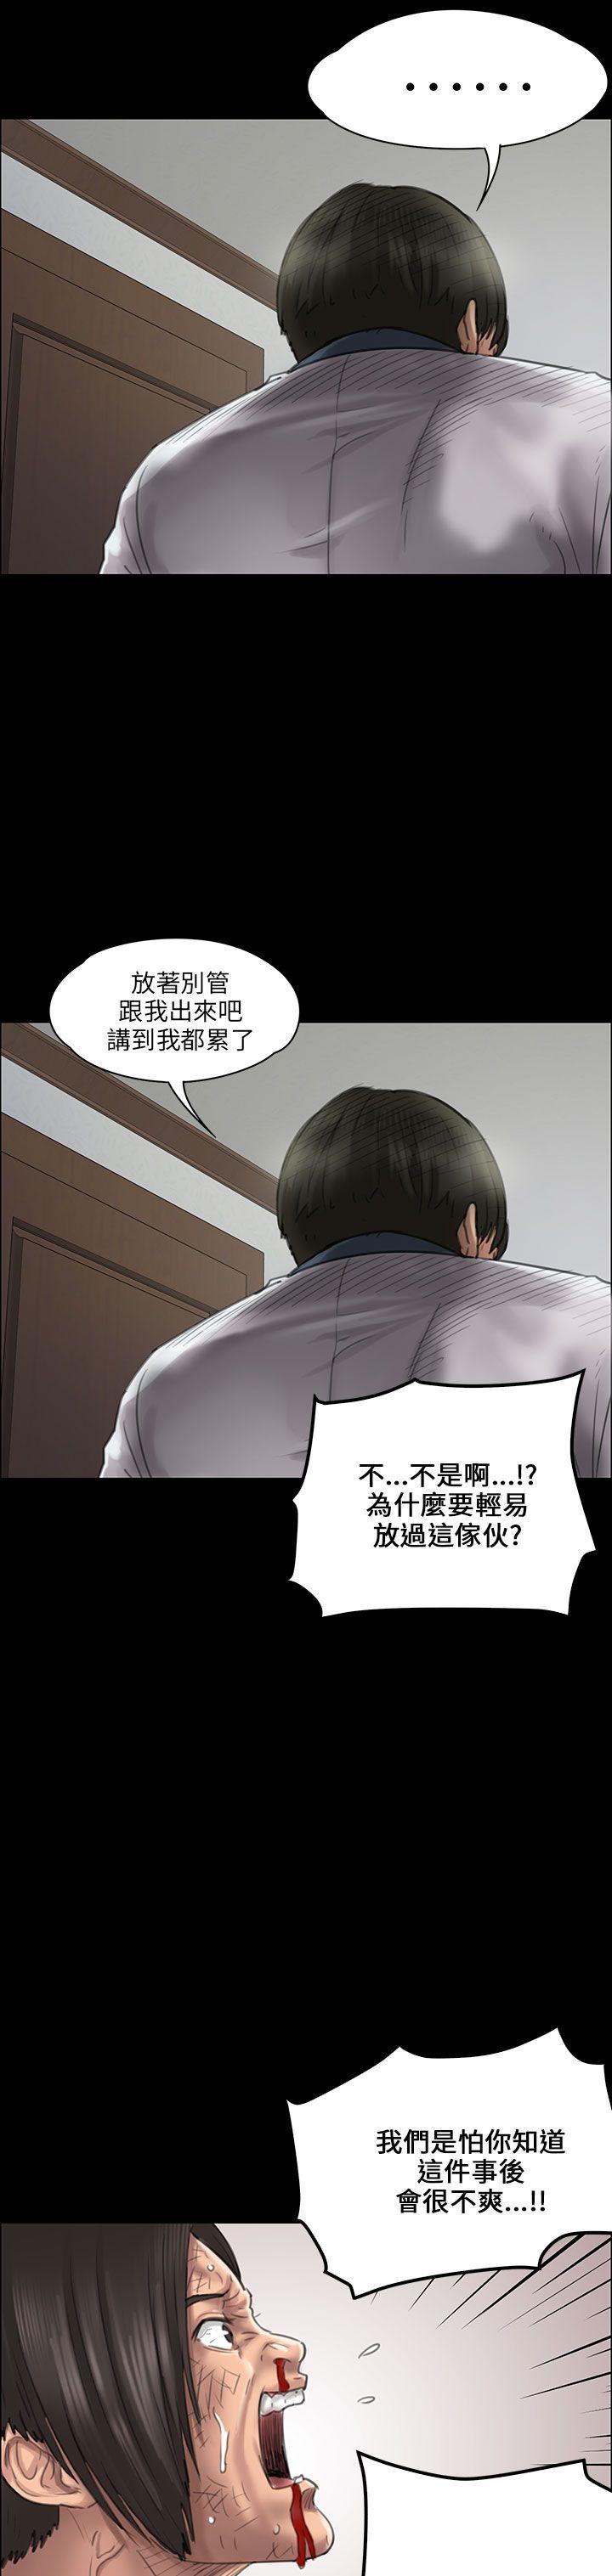 ......
放著別管
跟我出來吧
講到我都累了
不...不是啊...!?
為什麼要輕易
放過這傢伙?
我們是怕你知道
這件事後
會很不爽...!!